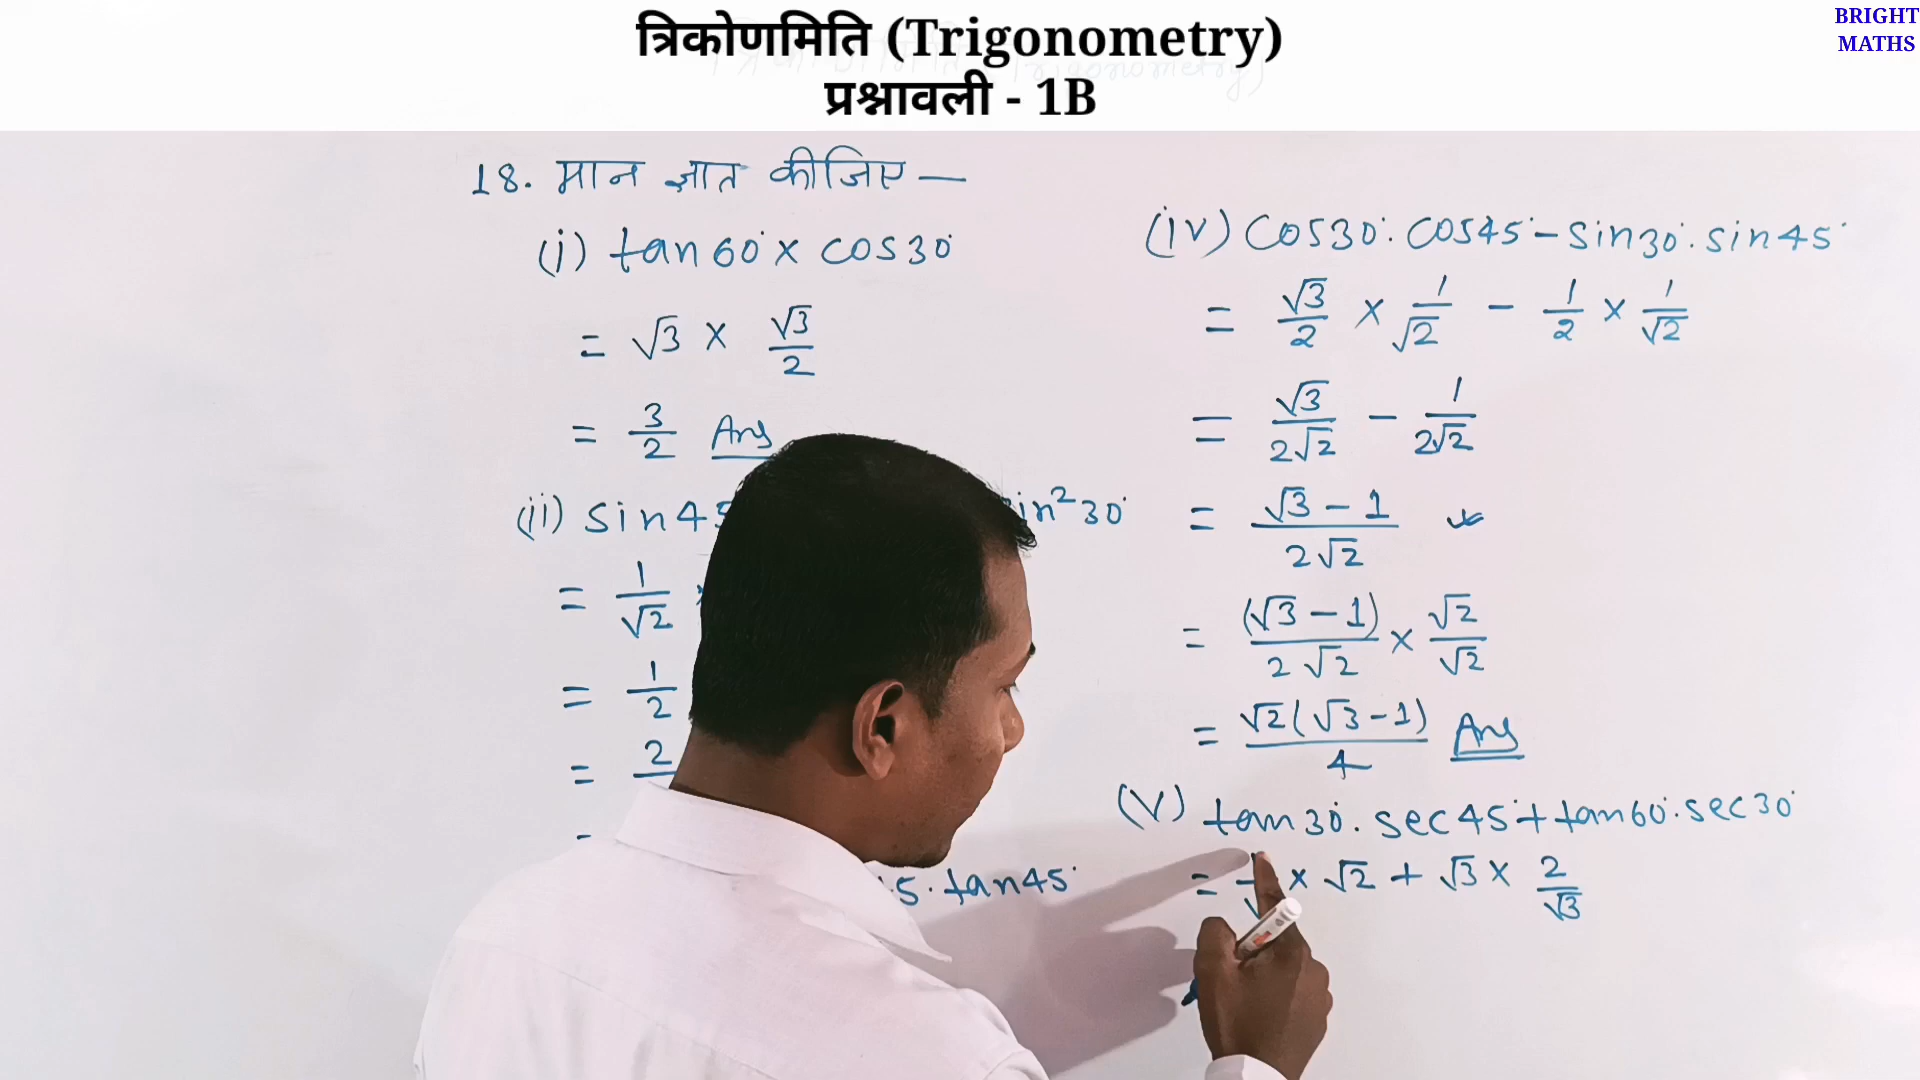 त्रिकोणमिति (Trigonometry)
प्रश्नावली - 1B
BRIGHT
MATHS
18. मान ज्ञात कीजिए —
(i) tan60° × cos30°
= √3 × √3/2
= 3/2 Ans
(ii) sin45
in²30°
= 1/√2
= 1/2
= 2
=
45°.tan45°
(iv) cos30°.cos45° - sin30°.sin45°
= √3/2 × 1/√2 - 1/2 × 1/√2
= √3/2√2 - 1/2√2
= √3-1/2√2
= (√3-1)/2√2 × √2/√2
= √2(√3-1)/4 Ans
(V) tan30°.sec45°+tan60°.sec30°
= × √2 + √3 × 2/√3